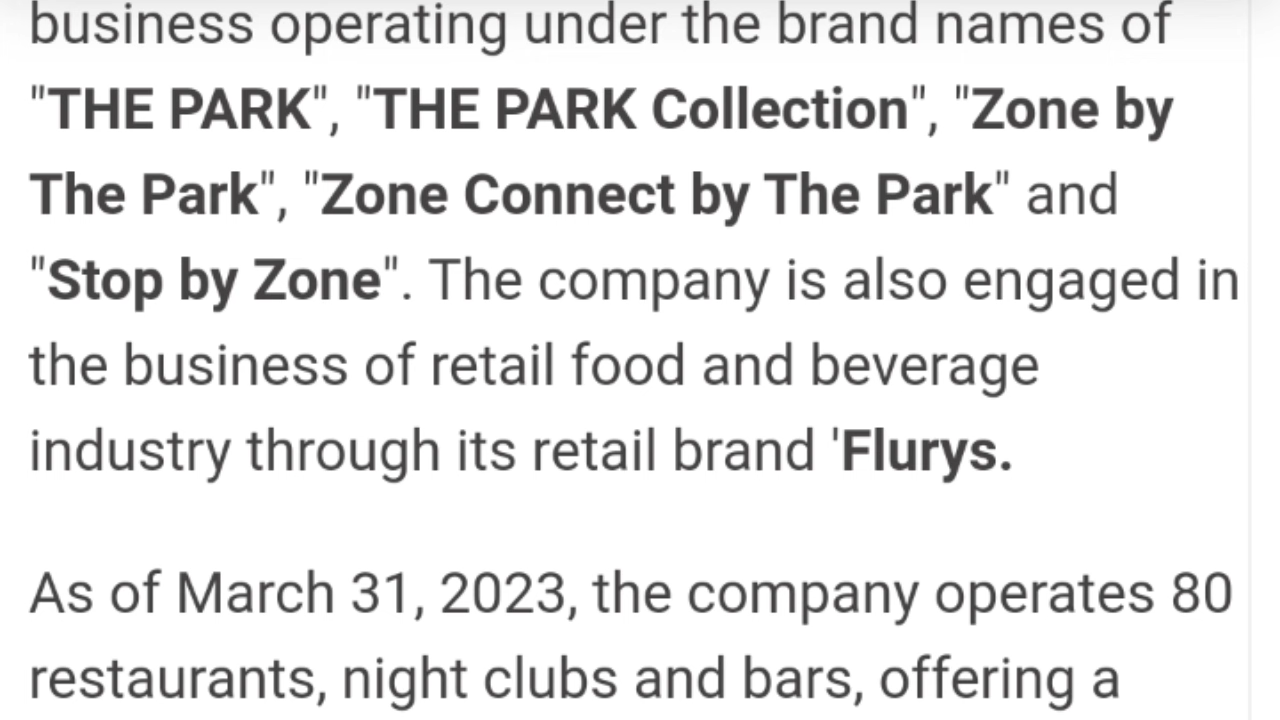 business operating under the brand names of
"THE PARK", "THE PARK Collection", "Zone by
The Park", "Zone Connect by The Park" and
"Stop by Zone". The company is also engaged in
the business of retail food and beverage
industry through its retail brand 'Flurys.
As of March 31, 2023, the company operates 80
restaurants, night clubs and bars, offering a